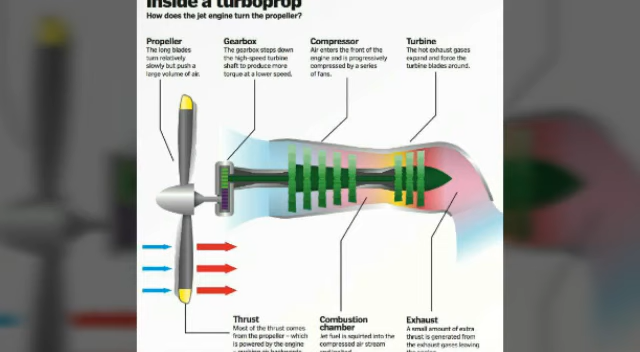 Inside a turboprop
How does the jet engine turn the propeller?
Propeller
The long blades
turn relatively
slowly but push a
large volume of air.
Gearbox
The gearbox steps down
the high-speed turbine
shaft to produce more
torque at a lower speed.
Compressor
Air enters the front of the
engine and is progressively
compressed by a series
of fans.
Turbine
The hot exhaust gases
expand and force the
turbine blades around.
Thrust
Most of the thrust comes
from the propeller – which
is powered by the engine
Combustion
chamber
Jet fuel is squirted into the
compressed air stream
Exhaust
A small amount of extra
thrust is generated from
the exhaust gases leaving